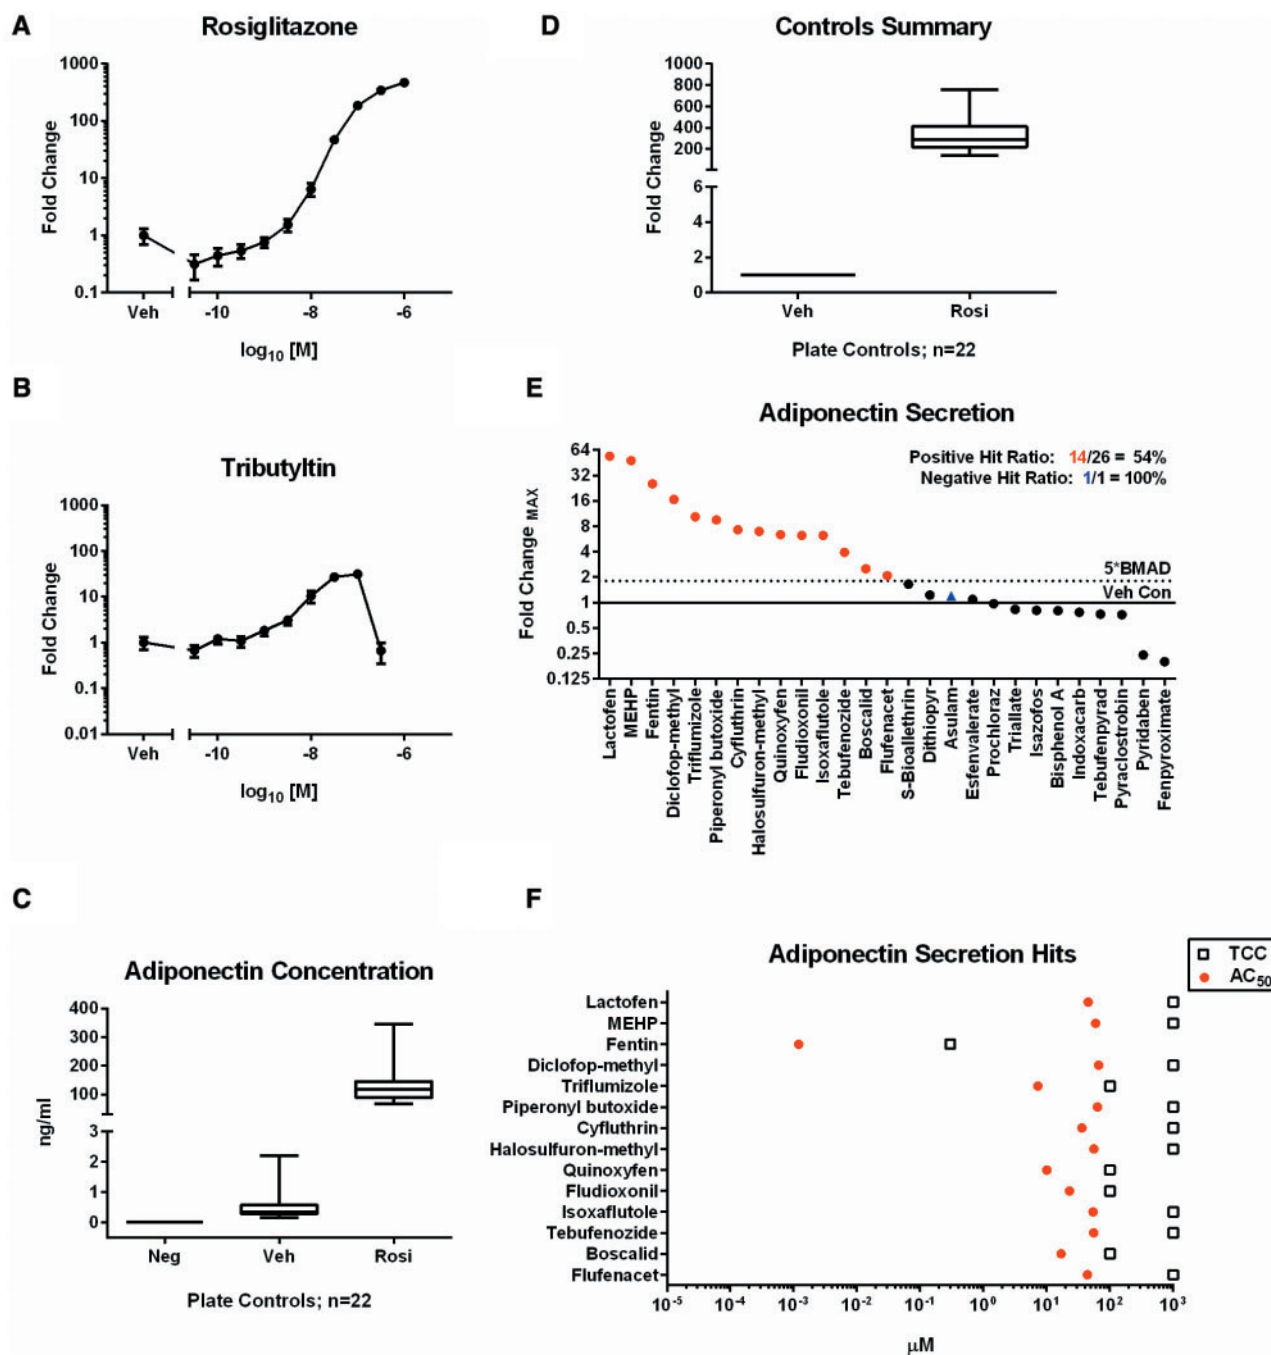 A
Rosiglitazone
Fold Change
1000
100
10
1
0.1
Veh
-10
-8
-6
log10 [M]
B
Tributyltin
Fold Change
1000
100
10
1
0.1
0.01
Veh
-10
-8
-6
log10 [M]
C
Adiponectin Concentration
ng/ml
400
300
200
100
3
2
1
0
Neg
Veh
Rosi
Plate Controls; n=22
D
Controls Summary
Fold Change
1000
800
600
400
200
6
4
2
0
Veh
Rosi
Plate Controls; n=22
E
Adiponectin Secretion
Positive Hit Ratio: 14/26 = 54%
Negative Hit Ratio: 1/1 = 100%
Fold Change MAX
64
32
16
8
4
2
1
0.5
0.25
0.125
5*BMAD
Veh Con
Lactofen
MEHP
Fentin
Diclofop-methyl
Triflumizole
Piperonyl butoxide
Cyfluthrin
Halosulfuron-methyl
Quinoxyfen
Fludioxonil
Isoxaflutole
Tebufenozide
Boscalid
Flufenacet
S-Bioallethrin
Dithiopyr
Asulam
Esfenvalerate
Prochloraz
Triallate
Isazofos
Bisphenol A
Indoxacarb
Tebufenpyrad
Pyraclostrobin
Pyridaben
Fenpyroximate
F
Adiponectin Secretion Hits
TCC
AC50
Lactofen
MEHP
Fentin
Diclofop-methyl
Triflumizole
Piperonyl butoxide
Cyfluthrin
Halosulfuron-methyl
Quinoxyfen
Fludioxonil
Isoxaflutole
Tebufenozide
Boscalid
Flufenacet
10-5
10-4
10-3
10-2
10-1
100
101
102
103
μM